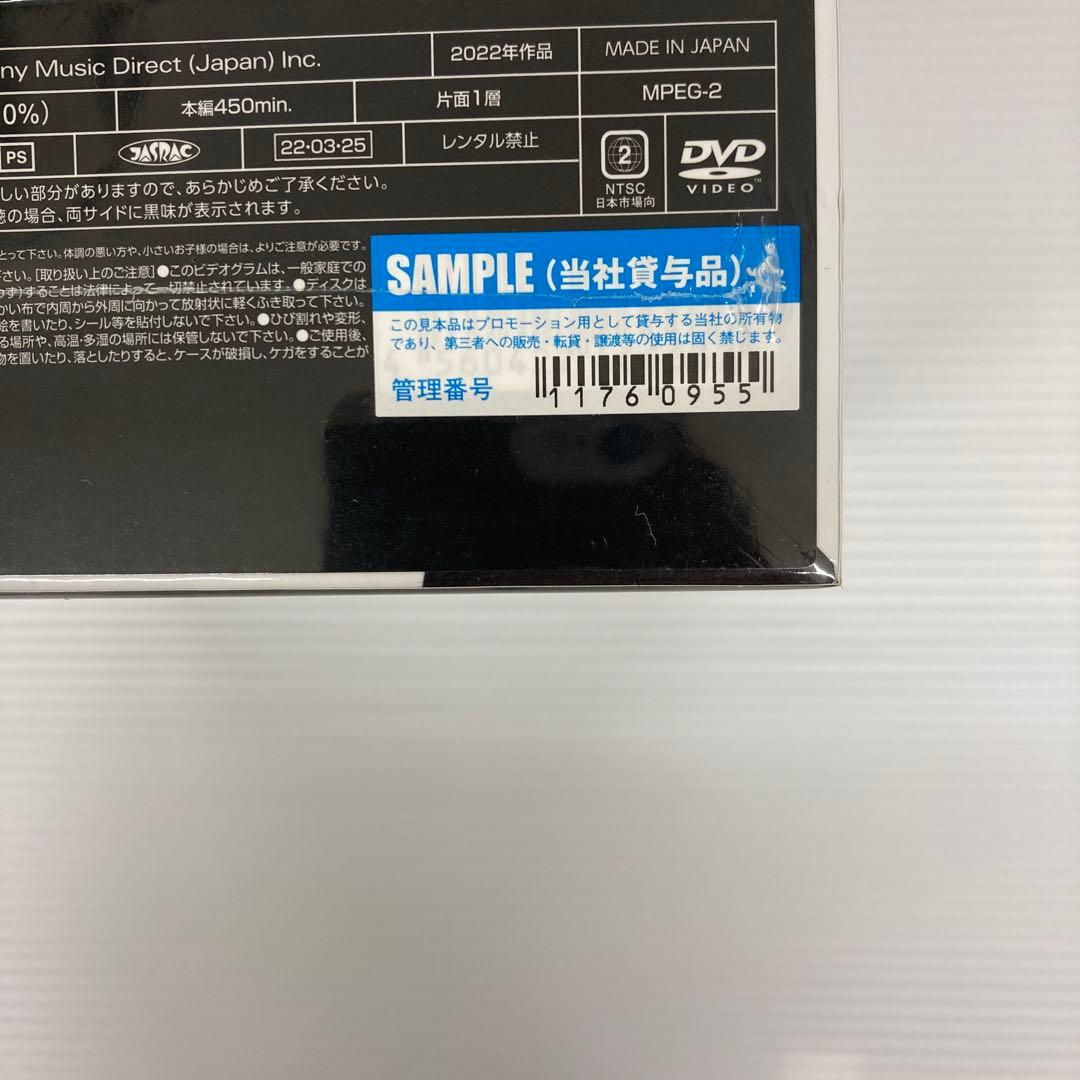 ny Music Direct (Japan) Inc.
2022年作品
MADE IN JAPAN
0%)
本編450min.
片面1層
MPEG-2
PS
JASRAC
22・03・25
レンタル禁止
2
NTSC
日本市場向
DVD
VIDEO
TM
しい部分がありますので、あらかじめご了承ください。
聴の場合、両サイドに黒味が表示されます。
とって下さい。体調の悪い方や、小さいお子様の場合は、よりご注意が必要です。
ださい。[取り扱い上のご注意]●このビデオグラムは、一般家庭での
わず)することは法律によって一切禁止されています。●ディスクは
かい布で内周から外周に向かって放射状に軽くふき取って下さい。
絵を書いたり、シール等を貼付しないで下さい。●ひび割れや変形、
る場所や、高温・多湿の場所には保管しないで下さい。●ご使用後、
物を置いたり、落としたりすると、ケースが破損し、ケガをすることが
SAMPLE(当社貸与品)
この見本品はプロモーション用として貸与する当社の所有物
であり、第三者への販売・転貸・譲渡等の使用は固く禁じます。
管理番号
11760955